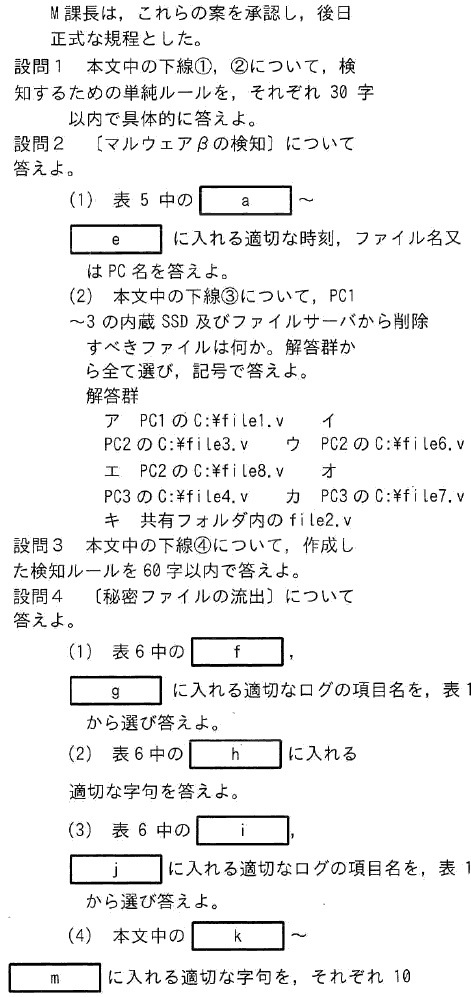 M課長は，これらの案を承認し，後日
正式な規程とした。
設問１　本文中の下線①，②について，検
知するための単純ルールを，それぞれ 30 字
以内で具体的に答えよ。
設問２　〔マルウェアβの検知〕について
答えよ。
(1)　表 5 中の a ～
e に入れる適切な時刻，ファイル名又
は PC 名を答えよ。
(2)　本文中の下線③について，PC1
～3 の内蔵 SSD 及びファイルサーバから削除
すべきファイルは何か。解答群か
ら全て選び，記号で答えよ。
解答群
ア　PC1 の C:¥file1.v　　イ
PC2 の C:¥file3.v　　ウ　PC2 の C:¥file6.v
エ　PC2 の C:¥file8.v　　オ
PC3 の C:¥file4.v　　カ　PC3 の C:¥file7.v
キ　共有フォルダ内の file2.v
設問３　本文中の下線④について，作成し
た検知ルールを 60 字以内で答えよ。
設問４　〔秘密ファイルの流出〕について
答えよ。
(1)　表 6 中の f ，
g に入れる適切なログの項目名を，表 1
から選び答えよ。
(2)　表 6 中の h に入れる
適切な字句を答えよ。
(3)　表 6 中の i ，
j に入れる適切なログの項目名を，表 1
から選び答えよ。
(4)　本文中の k ～
m に入れる適切な字句を，それぞれ 10